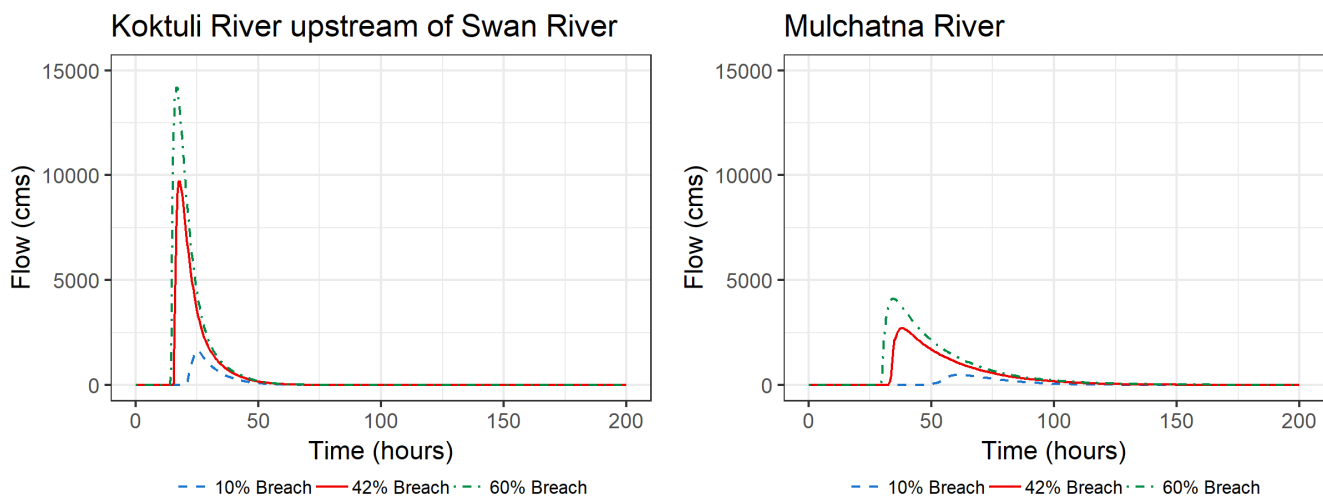 Koktuli River upstream of Swan River
15000
10000
5000
0
Flow (cms)
0 50 100 150 200
Time (hours)
10% Breach 42% Breach 60% Breach
Mulchatna River
15000
10000
5000
0
Flow (cms)
0 50 100 150 200
Time (hours)
10% Breach 42% Breach 60% Breach